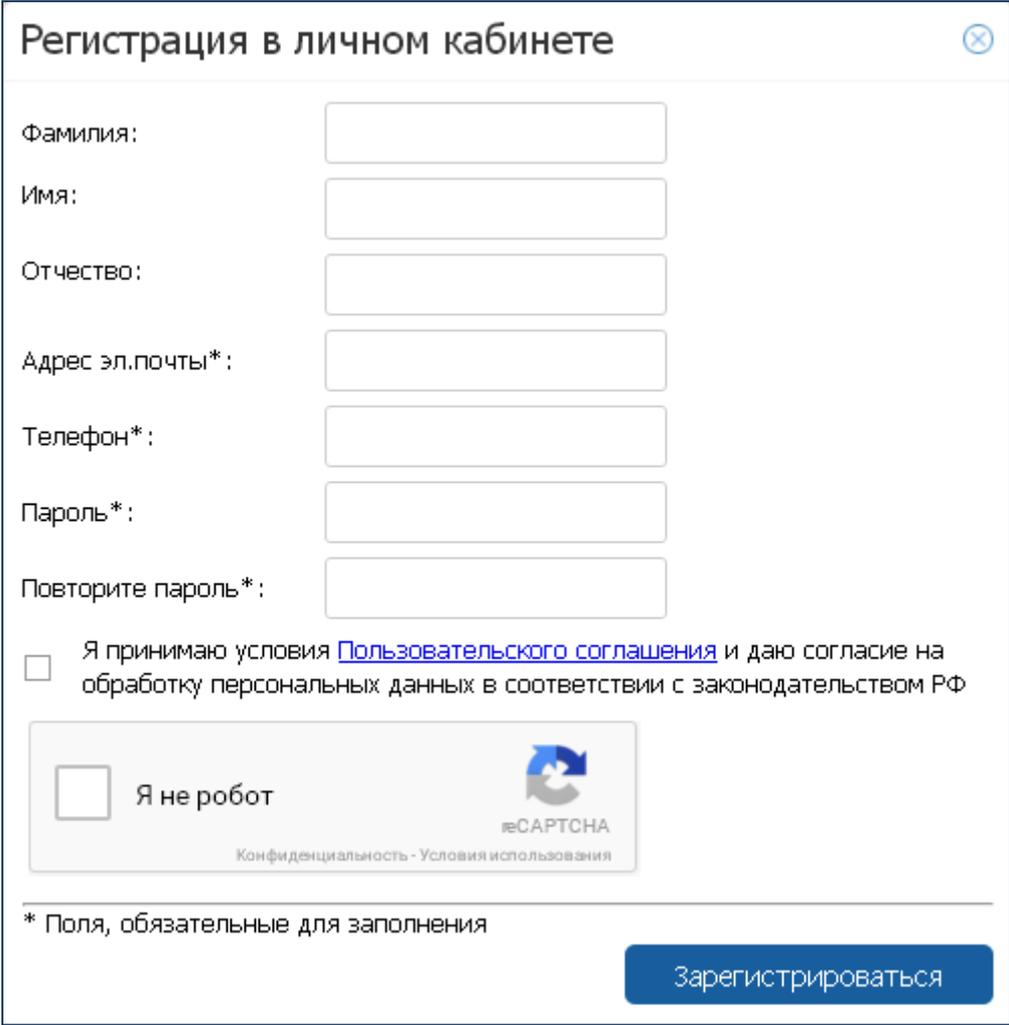 Регистрация в личном кабинете
Фамилия:
Имя:
Отчество:
Адрес эл.почты*:
Телефон*:
Пароль*:
Повторите пароль*:
Я принимаю условия Пользовательского соглашения и даю согласие на
обработку персональных данных в соответствии с законодательством РФ
Я не робот
reCAPTCHA
Конфиденциальность - Условия использования
* Поля, обязательные для заполнения
Зарегистрироваться